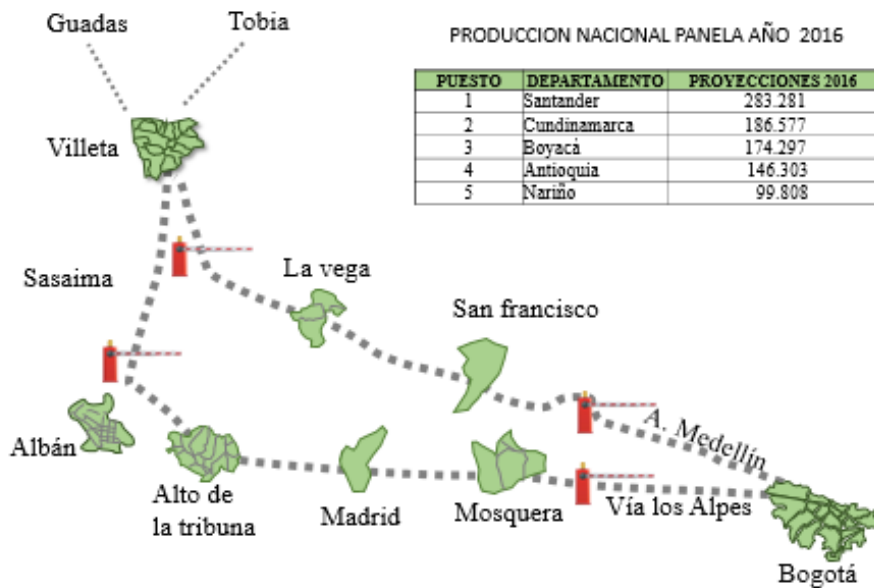 Guadas
Tobia
PRODUCCION NACIONAL PANELA AÑO 2016
PUESTO DEPARTAMENTO PROYECCIONES 2016
1 Santander 283.281
2 Cundinamarca 186.577
3 Boyacá 174.297
4 Antioquia 146.303
5 Nariño 99.808
Villeta
Sasaima
La vega
San francisco
A. Medellín
Albán
Alto de
la tribuna
Madrid
Mosquera
Vía los Alpes
Bogotá